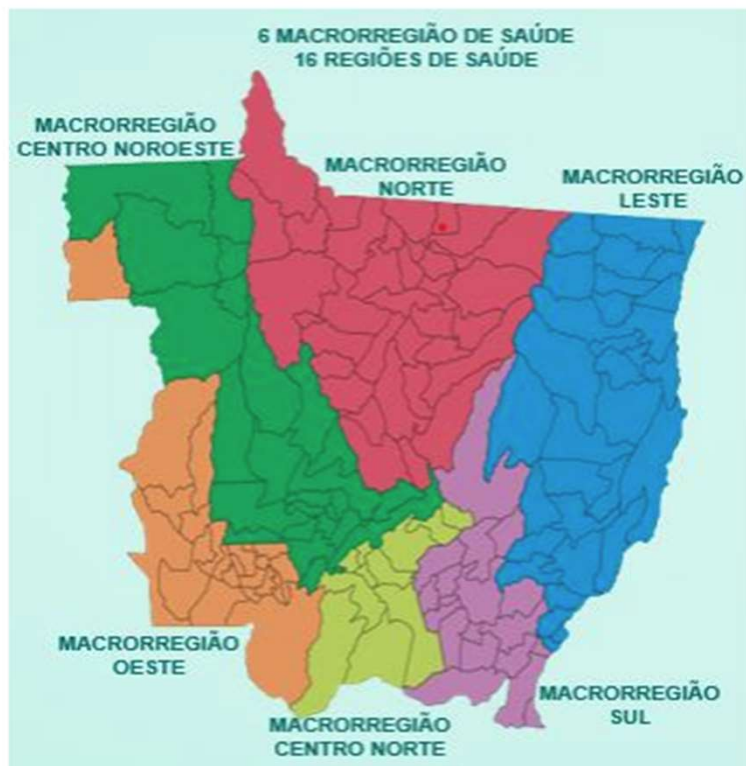 6 MACRORREGIÃO DE SAÚDE
16 REGIÕES DE SAÚDE
MACRORREGIÃO
CENTRO NOROESTE
MACRORREGIÃO
NORTE
MACRORREGIÃO
LESTE
MACRORREGIÃO
OESTE
MACRORREGIÃO
SUL
MACRORREGIÃO
CENTRO NORTE